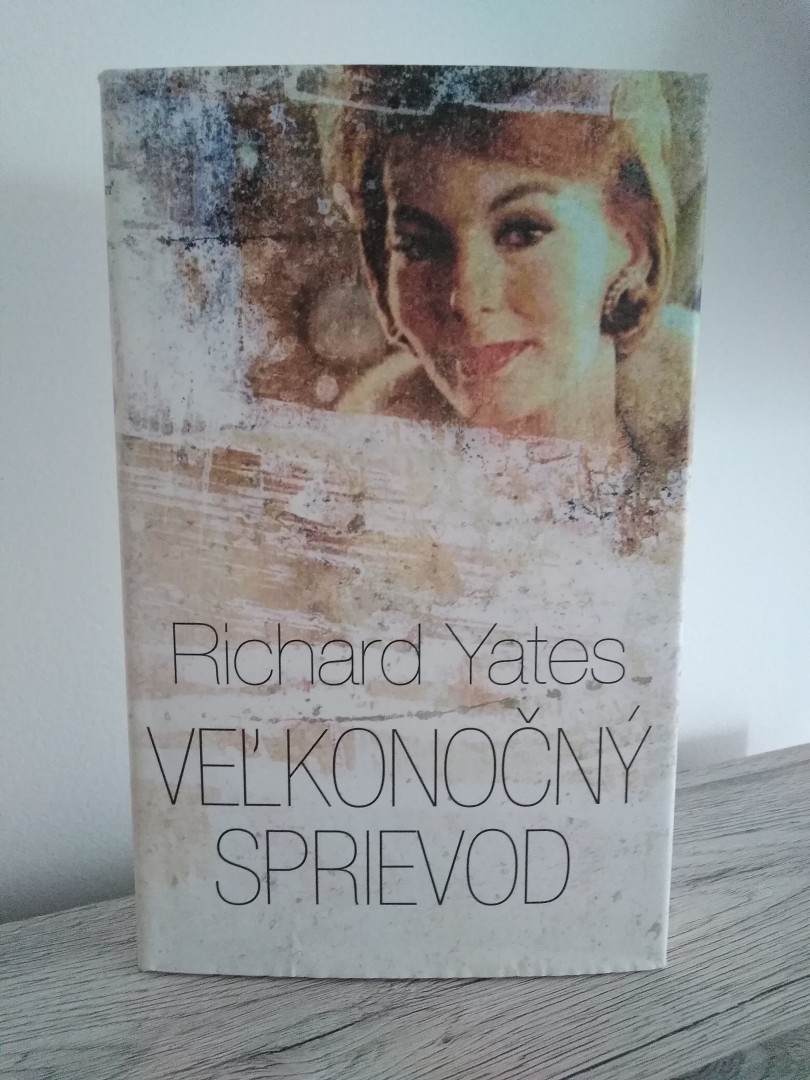 Richard Yates
VEĽKONOČNÝ
SPRIEVOD